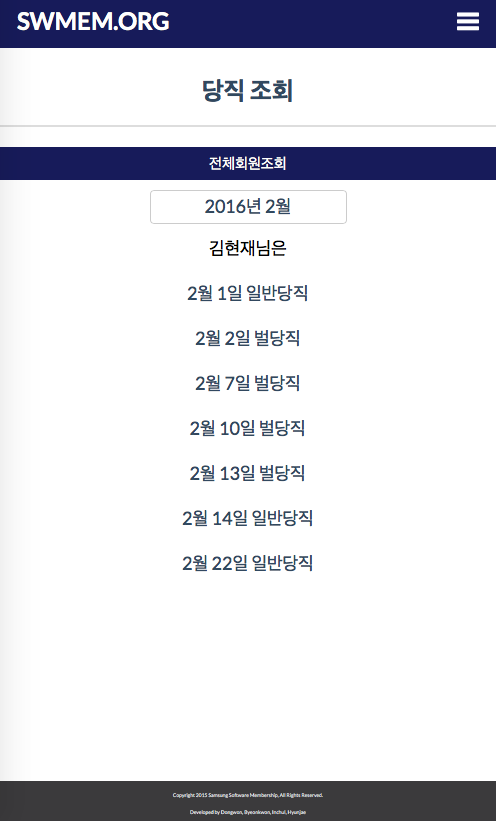 SWMEM.ORG
당직 조회
전체회원조회
2016년 2월
김현재님은
2월 1일 일반당직
2월 2일 벌당직
2월 7일 벌당직
2월 10일 벌당직
2월 13일 벌당직
2월 14일 일반당직
2월 22일 일반당직
Copyright 2015 Samsung Software Membership, All Rights Reserved.
Developed by Dongwon, Byeonkwon, Inchul, Hyunjae